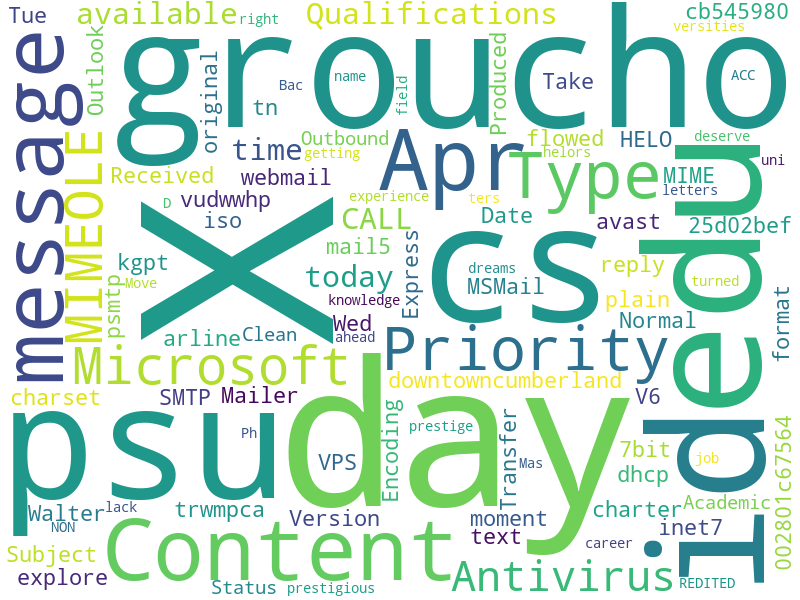 Tue
available
right
Qualifications
cb545980
versities
message
Outlook
groucho
original
tn
Bac
name
field
Produced
Take
ACC
MIMEOLE
time
Outbound
getting
Apr
flowed
HELO
deserve
helors
Type
MIME
uni
Received
webmail
vudwwhp
D
iso
experience
CALL
ters
letters
Date
avast
25d02bef
edu
X
kgpt
Move
psmtp
mail5
today
Express
cs
dreams
MSMail
reply
turned
plain
knowledge
Wed
ahead
arline
Clean
Normal
format
Microsoft
Priority
downtowncumberland
charset
SMTP
Mailer
V6
psu
day
Ph
Encoding
prestige
Transfer
Mas
VPS
7bit
job
id
dhcp
002801c67564
Walter
NON
lack
trwmpca
Version
moment
charter
Academic
text
inet7
Subject
explore
Content
career
Status
prestigious
Antivirus
REDITED